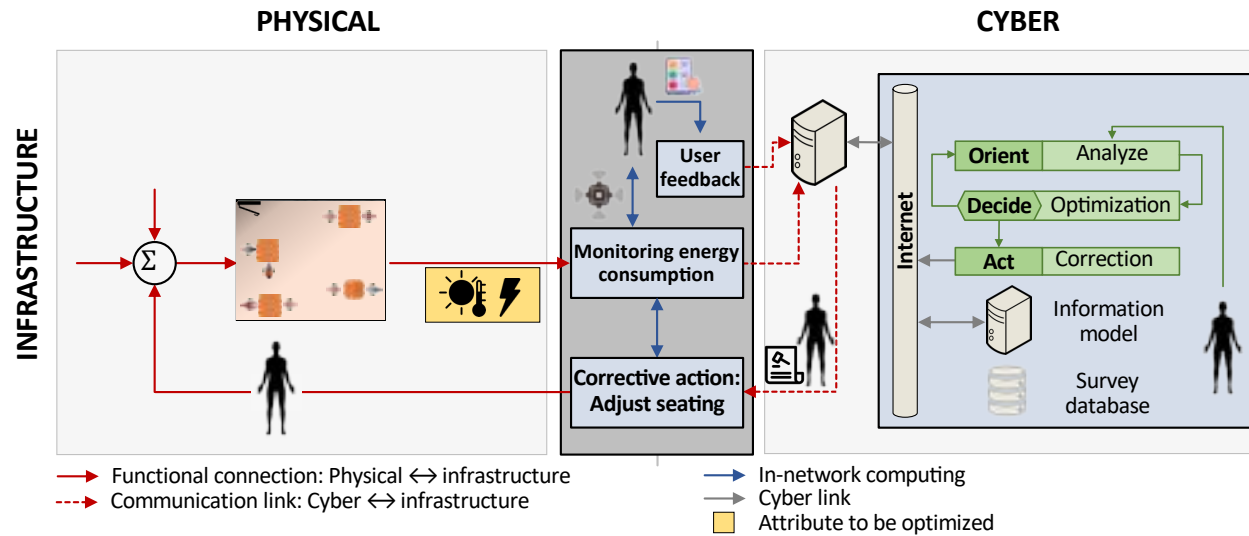 PHYSICAL
CYBER
INFRASTRUCTURE
User
feedback
Monitoring energy
consumption
Corrective action:
Adjust seating
Σ
Internet
Orient
Analyze
Decide
Optimization
Act
Correction
Information
model
Survey
database
Functional connection: Physical ↔ infrastructure
Communication link: Cyber ↔ infrastructure
In-network computing
Cyber link
Attribute to be optimized